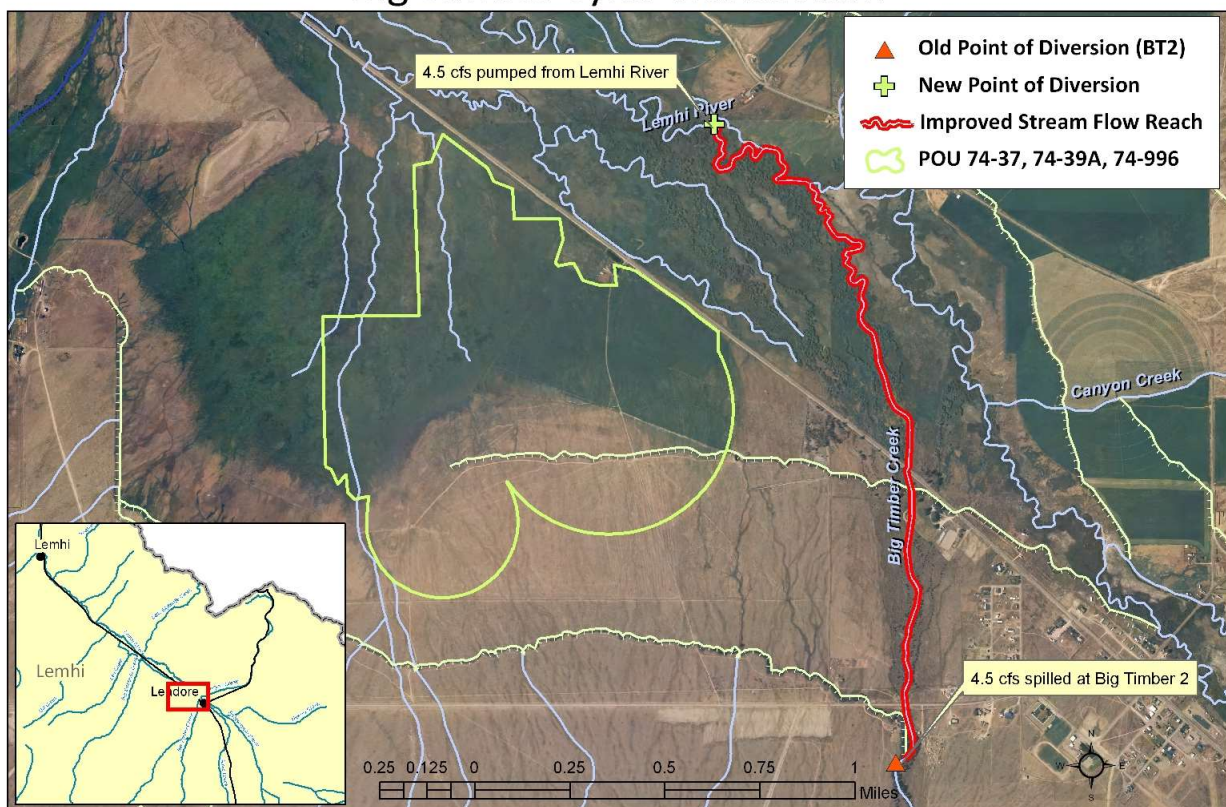 4.5 cfs pumped from Lemhi River
Lemhi River
Old Point of Diversion (BT2)
New Point of Diversion
Improved Stream Flow Reach
POU 74-37, 74-39A, 74-996
Canyon Creek
Big Timber Creek
4.5 cfs spilled at Big Timber 2
Lemhi
Lemhi
Leadore
0.25 0.125 0 0.25 0.5 0.75 1
Miles
N
W E
S